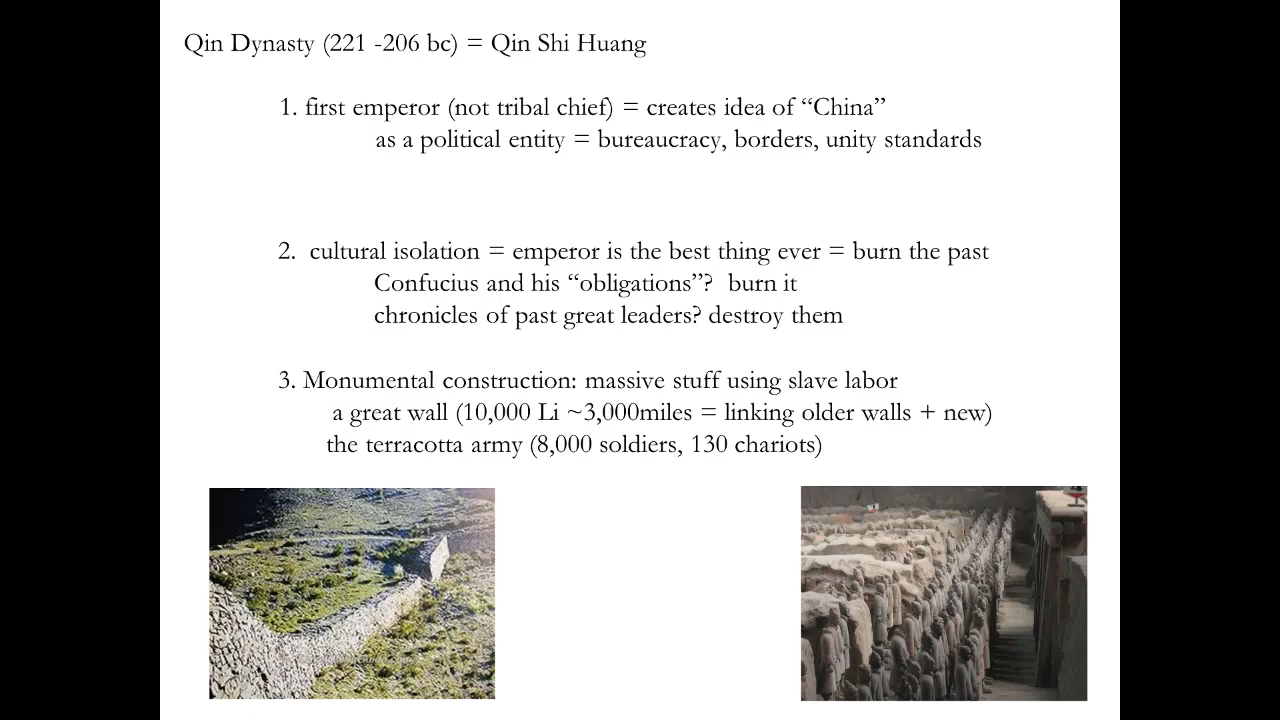 Qin Dynasty (221 -206 bc) = Qin Shi Huang
1. first emperor (not tribal chief) = creates idea of “China”
as a political entity = bureaucracy, borders, unity standards
2. cultural isolation = emperor is the best thing ever = burn the past
Confucius and his “obligations”? burn it
chronicles of past great leaders? destroy them
3. Monumental construction: massive stuff using slave labor
a great wall (10,000 Li ~3,000miles = linking older walls + new)
the terracotta army (8,000 soldiers, 130 chariots)